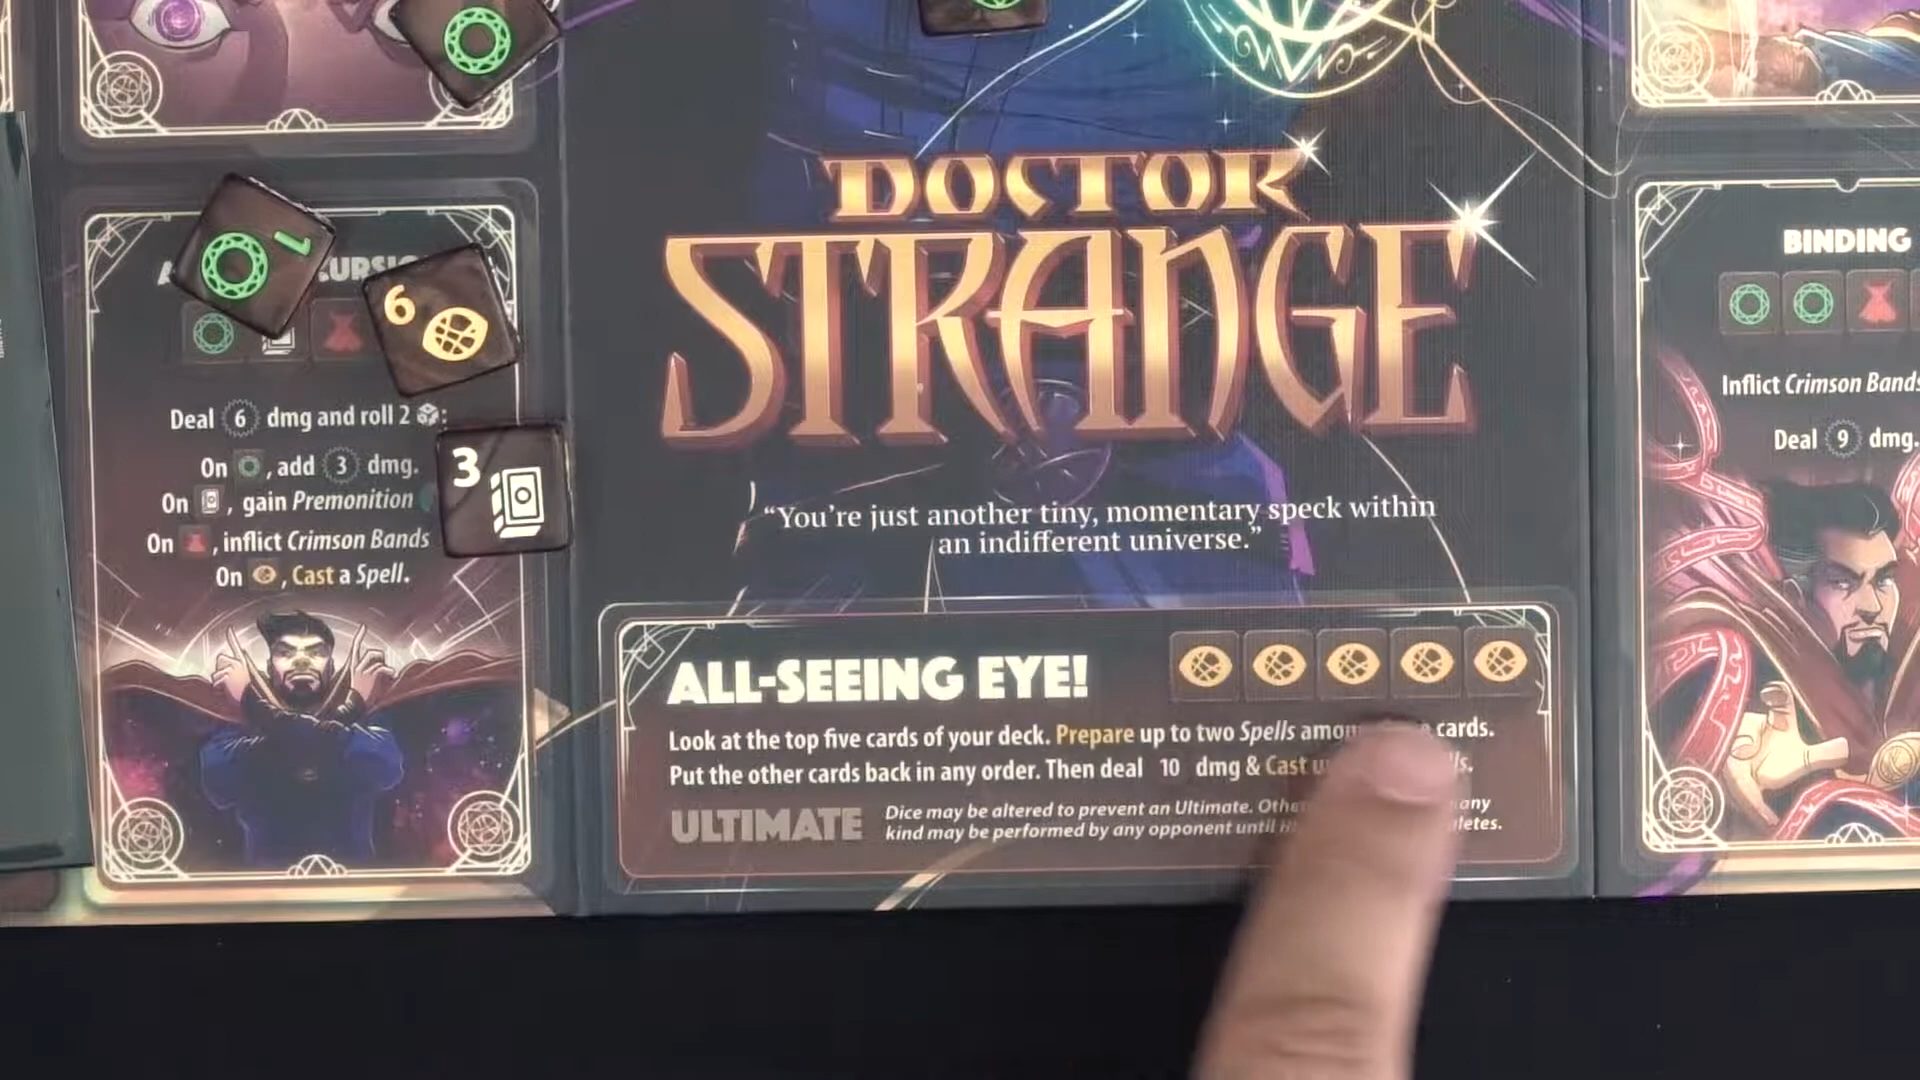 1
6
3
Deal 6 dmg and roll 2 :
On , add 3 dmg.
On , gain Premonition
On , inflict Crimson Bands
On , Cast a Spell.
DOCTOR
STRANGE
“You’re just another tiny, momentary speck within
an indifferent universe.”
ALL-SEEING EYE!
Look at the top five cards of your deck. Prepare up to two Spells cards.
Put the other cards back in any order. Then deal 10 dmg & Cast
ULTIMATE
Dice may be altered to prevent an Ultimate. any
kind may be performed by any opponent until
BINDING
Inflict Crimson Bands
Deal 9 dmg.